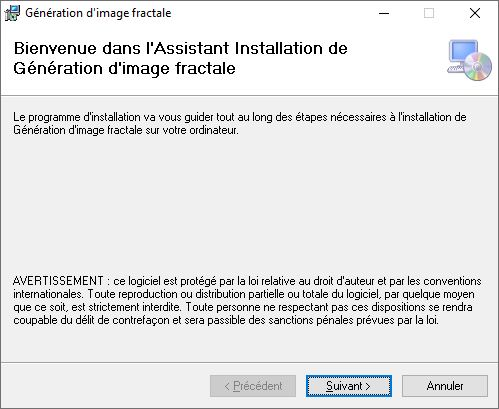 Génération d'image fractale
Bienvenue dans l'Assistant Installation de
Génération d'image fractale
Le programme d'installation va vous guider tout au long des étapes nécessaires à l'installation de
Génération d'image fractale sur votre ordinateur.
AVERTISSEMENT : ce logiciel est protégé par la loi relative au droit d'auteur et par les conventions
internationales. Toute reproduction ou distribution partielle ou totale du logiciel, par quelque moyen
que ce soit, est strictement interdite. Toute personne ne respectant pas ces dispositions se rendra
coupable du délit de contrefaçon et sera passible des sanctions pénales prévues par la loi.
< Précédent
Suivant >
Annuler